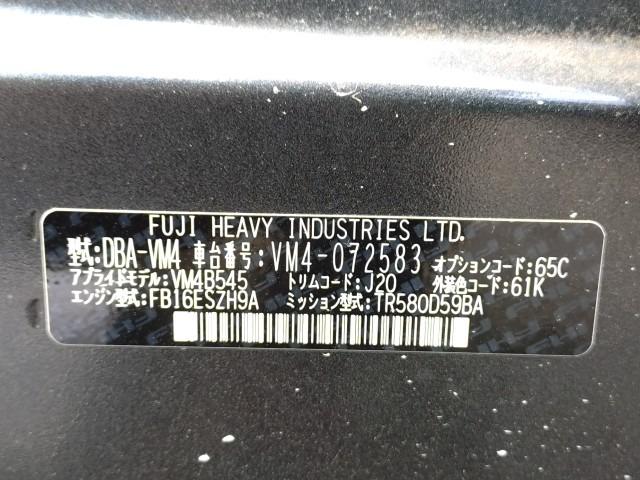 FUJI HEAVY INDUSTRIES LTD.
型式:DBA-VM4 車台番号:VM4-072583 オプションコード:65C
アプライドモデル:VM4B545 トリムコード:J20 外装色コード:61K
エンジン型式:FB16ESZH9A ミッション型式:TR580D59BA